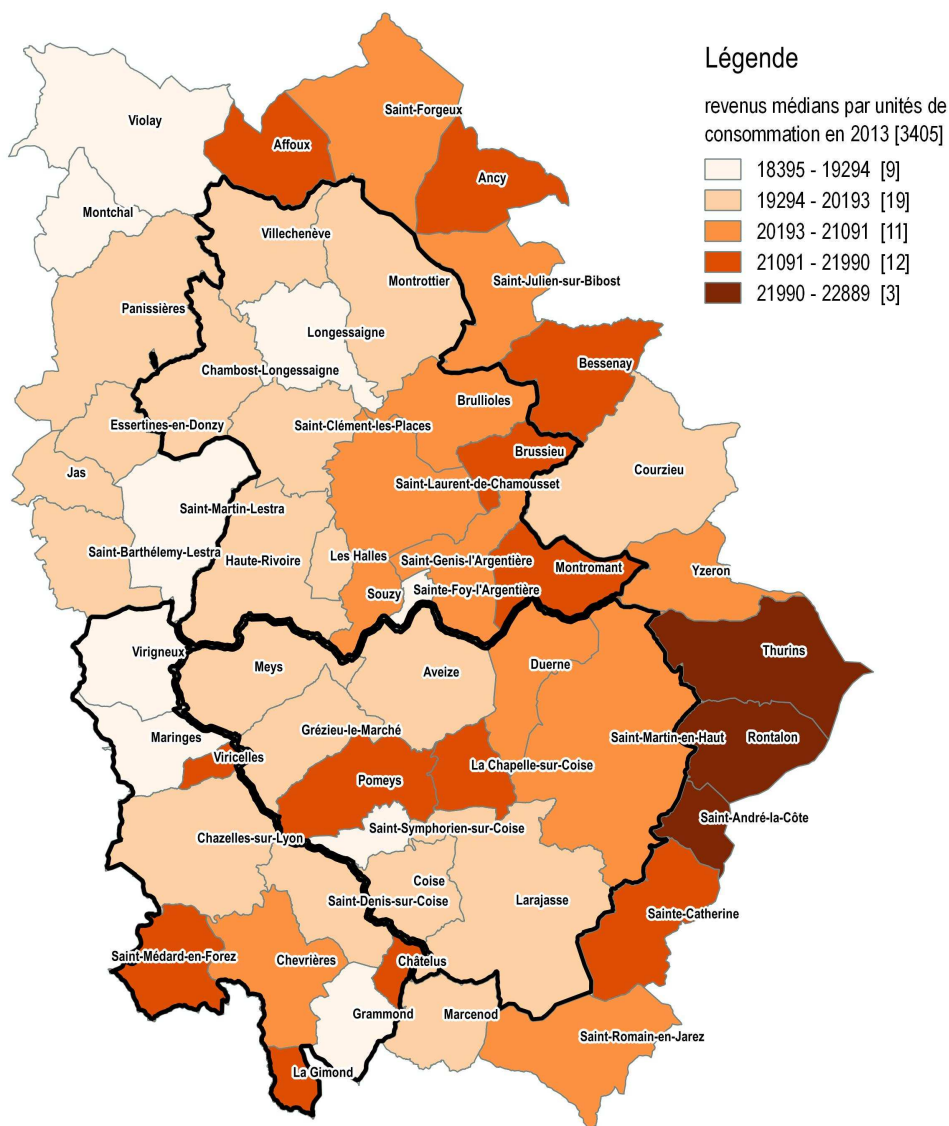 Légende
revenus médians par unités de
consommation en 2013 [3405]
18395 - 19294 [9]
19294 - 20193 [19]
20193 - 21091 [11]
21091 - 21990 [12]
21990 - 22889 [3]
Saint-Forgeux
Violay
Affoux
Ancy
Montchal
Villechenève
Montrottier
Saint-Julien-sur-Bibost
Panissières
Longessaigne
Bessenay
Chambost-Longessaigne
Brullioles
Essertines-en-Donzy
Saint-Clément-les-Places
Brussieu
Courzieu
Jas
Saint-Laurent-de-Chamousset
Saint-Martin-Lestra
Saint-Barthélemy-Lestra
Haute-Rivoire
Les Halles
Saint-Genis-l'Argentière
Montromant
Yzeron
Souzy
Sainte-Foy-l'Argentière
Virigneux
Meys
Aveize
Duerne
Thurins
Maringes
Grézieu-le-Marché
Saint-Martin-en-Haut
Rontalon
Viricelles
Pomeys
La Chapelle-sur-Coise
Saint-André-la-Côte
Chazelles-sur-Lyon
Saint-Symphorien-sur-Coise
Coise
Saint-Denis-sur-Coise
Larajasse
Sainte-Catherine
Saint-Médard-en-Forez
Chevrières
Châtelus
Grammond
Marcenod
Saint-Romain-en-Jarez
La Gimond